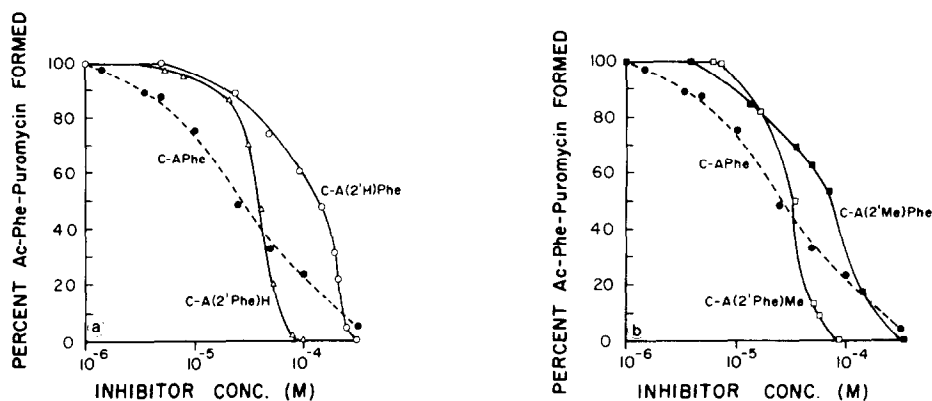 PERCENT Ac-Phe-Puromycin FORMED
100
80
60
40
20
0
10⁻⁶
10⁻⁵
10⁻⁴
INHIBITOR CONC. (M)
C-APhe
C-A(2'H)Phe
C-A(2'Phe)H
a
PERCENT Ac-Phe-Puromycin FORMED
100
80
60
40
20
0
10⁻⁶
10⁻⁵
10⁻⁴
INHIBITOR CONC. (M)
C-APhe
C-A(2'Me)Phe
C-A(2'Phe)Me
b